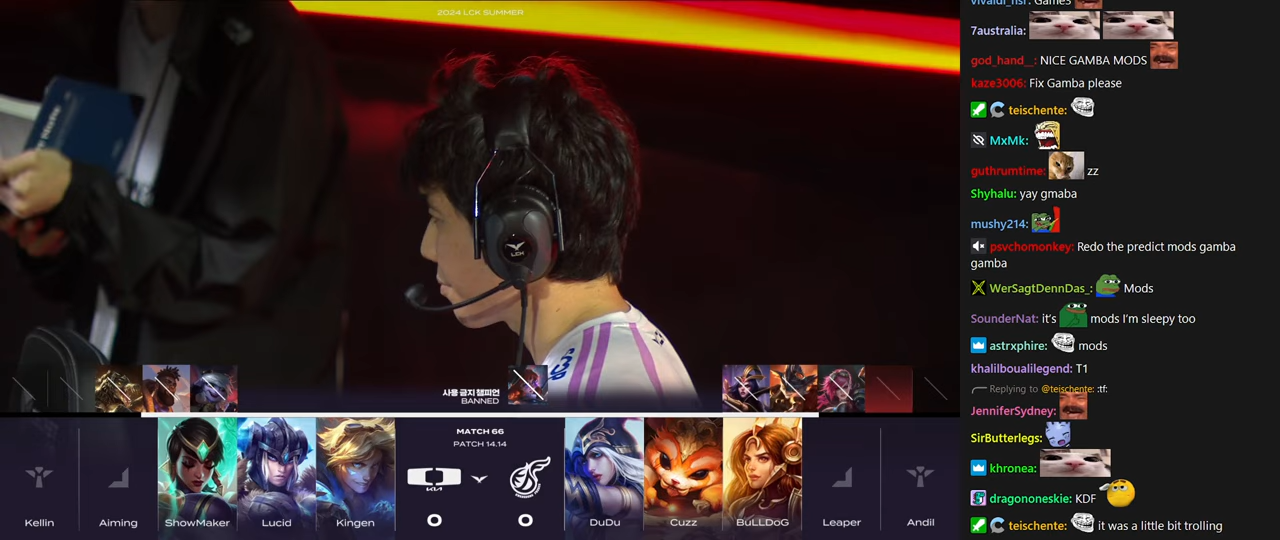 2024 LCK SUMMER
LCK
사용 금지 챔피언
BANNED
MATCH 66
PATCH 14.14
KIA
0
0
Kellin
Aiming
ShowMaker
Lucid
Kingen
DuDu
Cuzz
BuLLDoG
Leaper
Andil
7australia:
god_hand__: NICE GAMBA MODS
kaze3006: Fix Gamba please
teischente:
MxMk:
guthrumtime: zz
Shyhalu: yay gmaba
mushy214:
psvchomonkey: Redo the predict mods gamba
gamba
WerSagtDennDas_: Mods
SounderNat: it's mods I'm sleepy too
astrxphire: mods
khalilboualilegend: T1
Replying to @teischente: :tf:
JenniferSydney:
SirButterlegs:
khronea:
dragononeskie: KDF
teischente: it was a little bit trolling